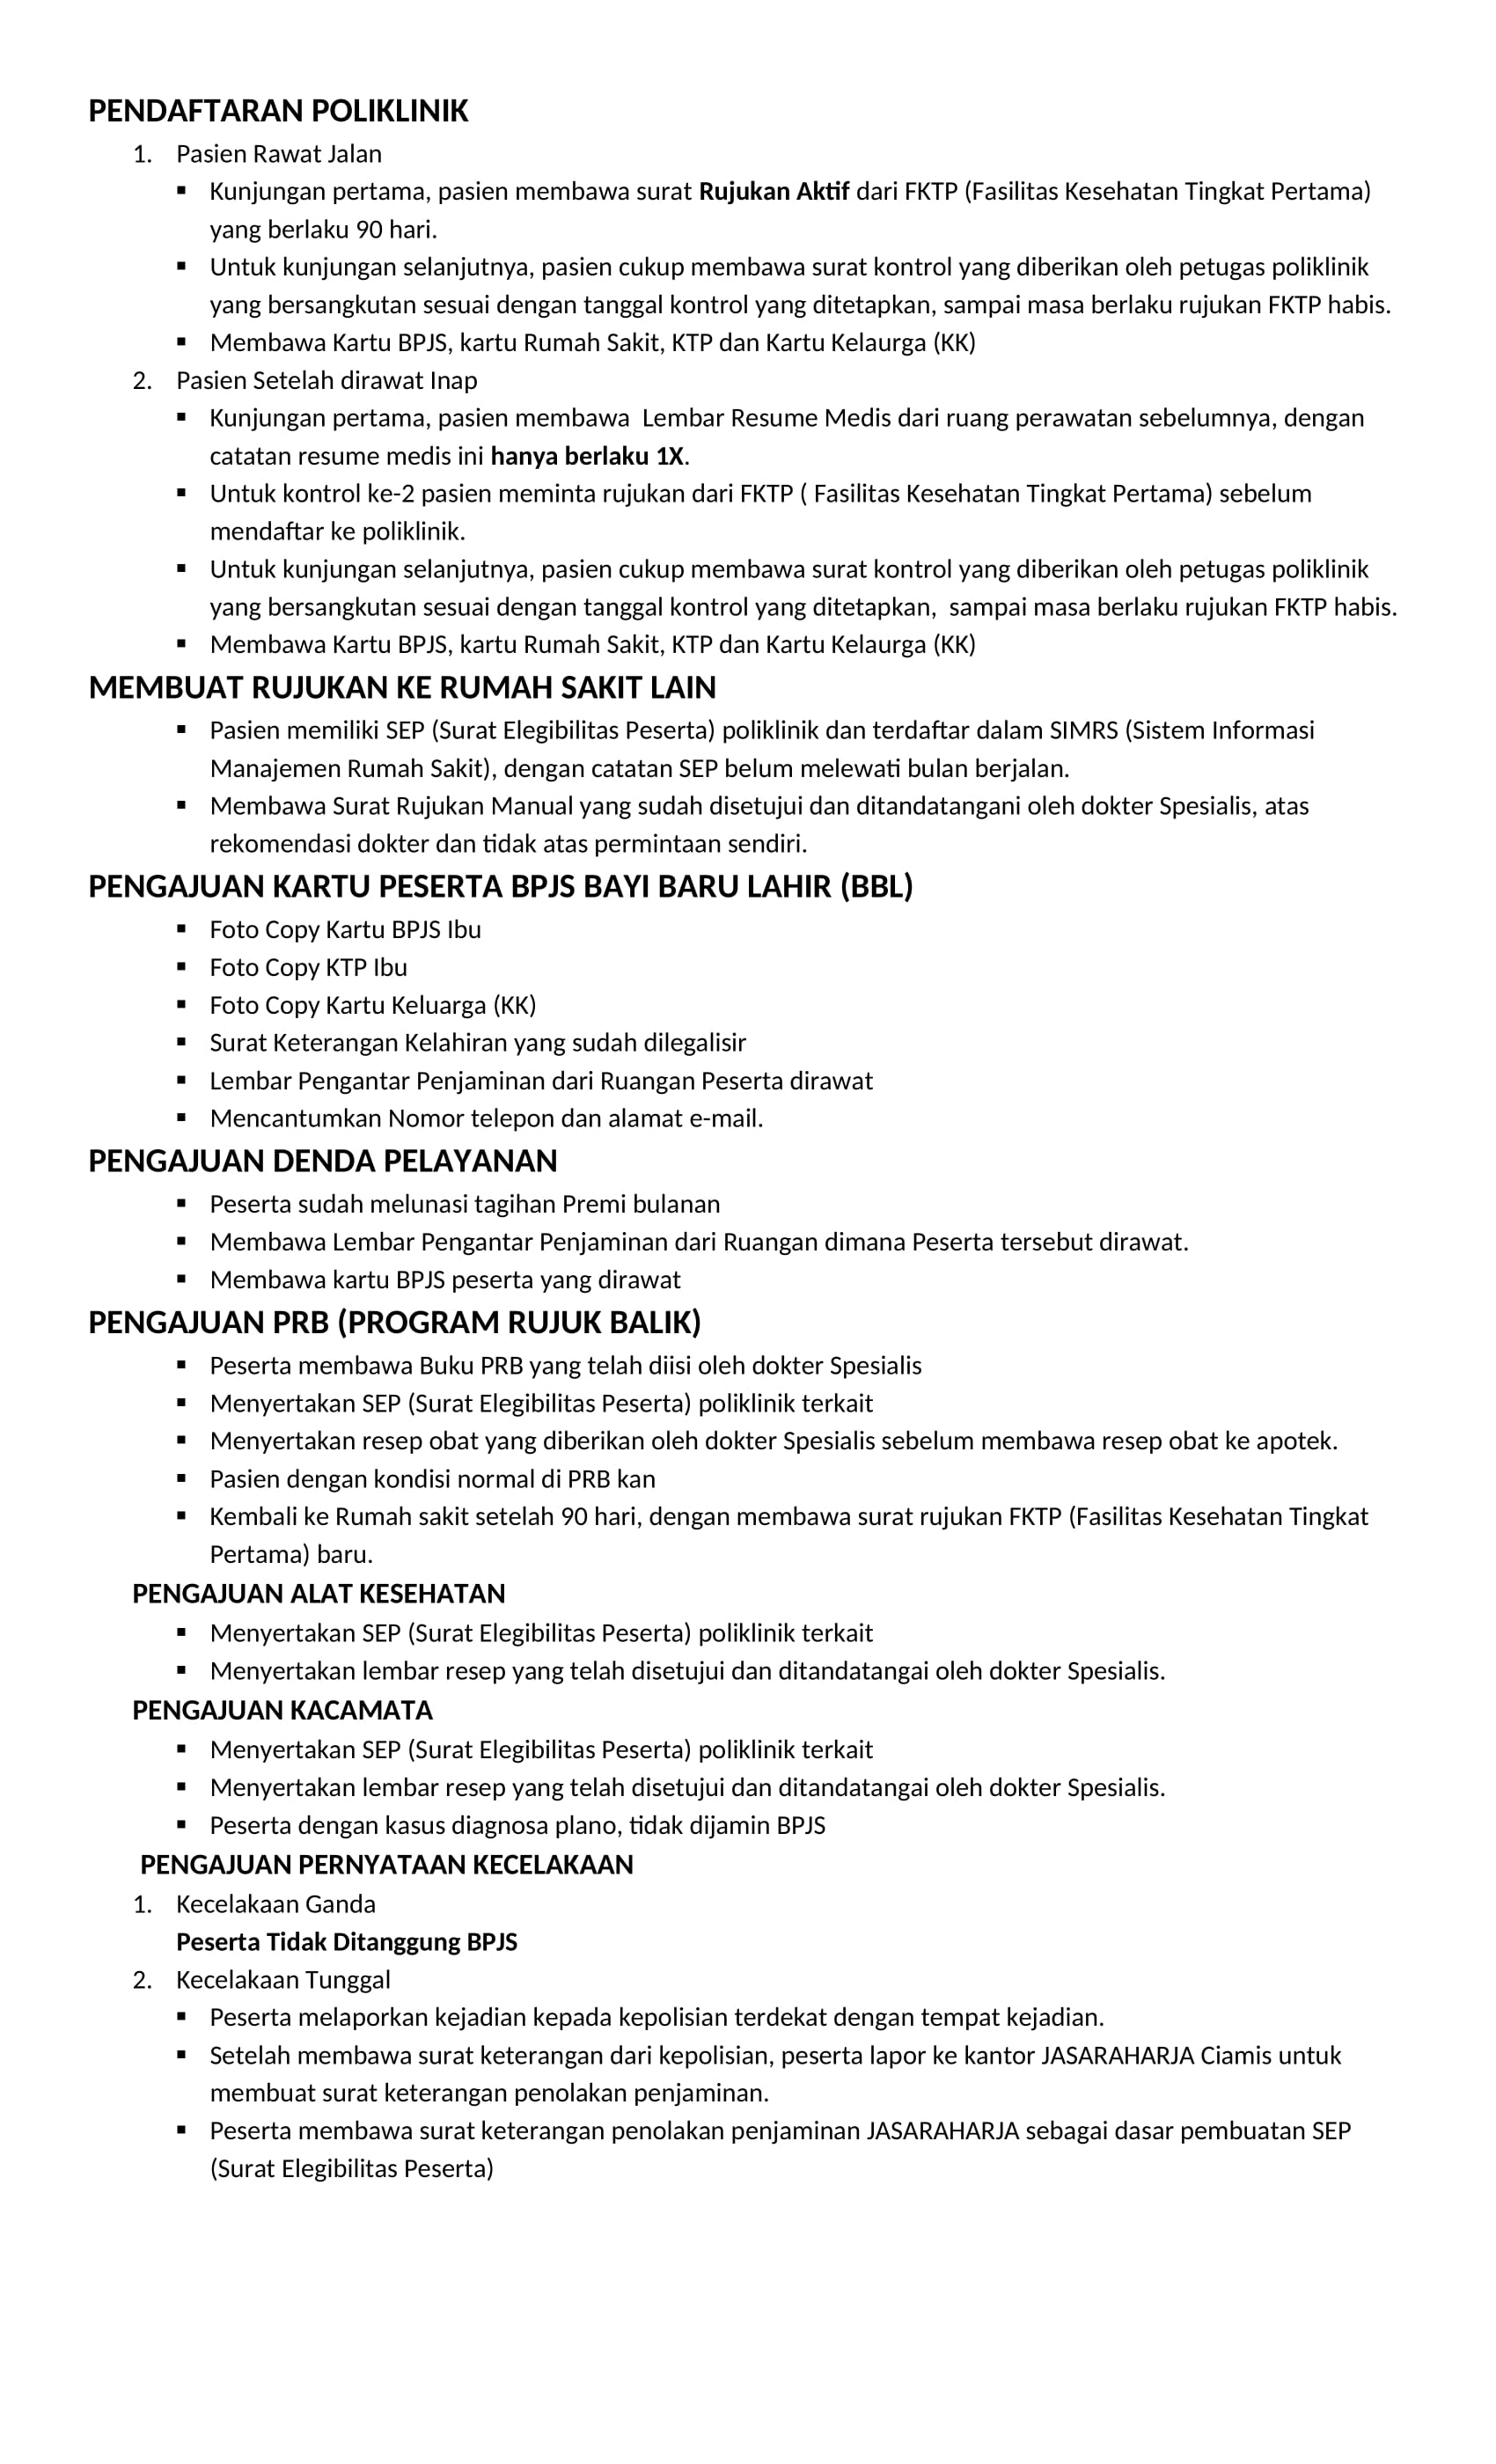 PENDAFTARAN POLIKLINIK
1. Pasien Rawat Jalan
▪ Kunjungan pertama, pasien membawa surat Rujukan Aktif dari FKTP (Fasilitas Kesehatan Tingkat Pertama)
yang berlaku 90 hari.
▪ Untuk kunjungan selanjutnya, pasien cukup membawa surat kontrol yang diberikan oleh petugas poliklinik
yang bersangkutan sesuai dengan tanggal kontrol yang ditetapkan, sampai masa berlaku rujukan FKTP habis.
▪ Membawa Kartu BPJS, kartu Rumah Sakit, KTP dan Kartu Kelaurga (KK)
2. Pasien Setelah dirawat Inap
▪ Kunjungan pertama, pasien membawa  Lembar Resume Medis dari ruang perawatan sebelumnya, dengan
catatan resume medis ini hanya berlaku 1X.
▪ Untuk kontrol ke-2 pasien meminta rujukan dari FKTP ( Fasilitas Kesehatan Tingkat Pertama) sebelum
mendaftar ke poliklinik.
▪ Untuk kunjungan selanjutnya, pasien cukup membawa surat kontrol yang diberikan oleh petugas poliklinik
yang bersangkutan sesuai dengan tanggal kontrol yang ditetapkan,  sampai masa berlaku rujukan FKTP habis.
▪ Membawa Kartu BPJS, kartu Rumah Sakit, KTP dan Kartu Kelaurga (KK)
MEMBUAT RUJUKAN KE RUMAH SAKIT LAIN
▪ Pasien memiliki SEP (Surat Elegibilitas Peserta) poliklinik dan terdaftar dalam SIMRS (Sistem Informasi
Manajemen Rumah Sakit), dengan catatan SEP belum melewati bulan berjalan.
▪ Membawa Surat Rujukan Manual yang sudah disetujui dan ditandatangani oleh dokter Spesialis, atas
rekomendasi dokter dan tidak atas permintaan sendiri.
PENGAJUAN KARTU PESERTA BPJS BAYI BARU LAHIR (BBL)
▪ Foto Copy Kartu BPJS Ibu
▪ Foto Copy KTP Ibu
▪ Foto Copy Kartu Keluarga (KK)
▪ Surat Keterangan Kelahiran yang sudah dilegalisir
▪ Lembar Pengantar Penjaminan dari Ruangan Peserta dirawat
▪ Mencantumkan Nomor telepon dan alamat e-mail.
PENGAJUAN DENDA PELAYANAN
▪ Peserta sudah melunasi tagihan Premi bulanan
▪ Membawa Lembar Pengantar Penjaminan dari Ruangan dimana Peserta tersebut dirawat.
▪ Membawa kartu BPJS peserta yang dirawat
PENGAJUAN PRB (PROGRAM RUJUK BALIK)
▪ Peserta membawa Buku PRB yang telah diisi oleh dokter Spesialis
▪ Menyertakan SEP (Surat Elegibilitas Peserta) poliklinik terkait
▪ Menyertakan resep obat yang diberikan oleh dokter Spesialis sebelum membawa resep obat ke apotek.
▪ Pasien dengan kondisi normal di PRB kan
▪ Kembali ke Rumah sakit setelah 90 hari, dengan membawa surat rujukan FKTP (Fasilitas Kesehatan Tingkat
Pertama) baru.
PENGAJUAN ALAT KESEHATAN
▪ Menyertakan SEP (Surat Elegibilitas Peserta) poliklinik terkait
▪ Menyertakan lembar resep yang telah disetujui dan ditandatangai oleh dokter Spesialis.
PENGAJUAN KACAMATA
▪ Menyertakan SEP (Surat Elegibilitas Peserta) poliklinik terkait
▪ Menyertakan lembar resep yang telah disetujui dan ditandatangai oleh dokter Spesialis.
▪ Peserta dengan kasus diagnosa plano, tidak dijamin BPJS
PENGAJUAN PERNYATAAN KECELAKAAN
1. Kecelakaan Ganda
Peserta Tidak Ditanggung BPJS
2. Kecelakaan Tunggal
▪ Peserta melaporkan kejadian kepada kepolisian terdekat dengan tempat kejadian.
▪ Setelah membawa surat keterangan dari kepolisian, peserta lapor ke kantor JASARAHARJA Ciamis untuk
membuat surat keterangan penolakan penjaminan.
▪ Peserta membawa surat keterangan penolakan penjaminan JASARAHARJA sebagai dasar pembuatan SEP
(Surat Elegibilitas Peserta)